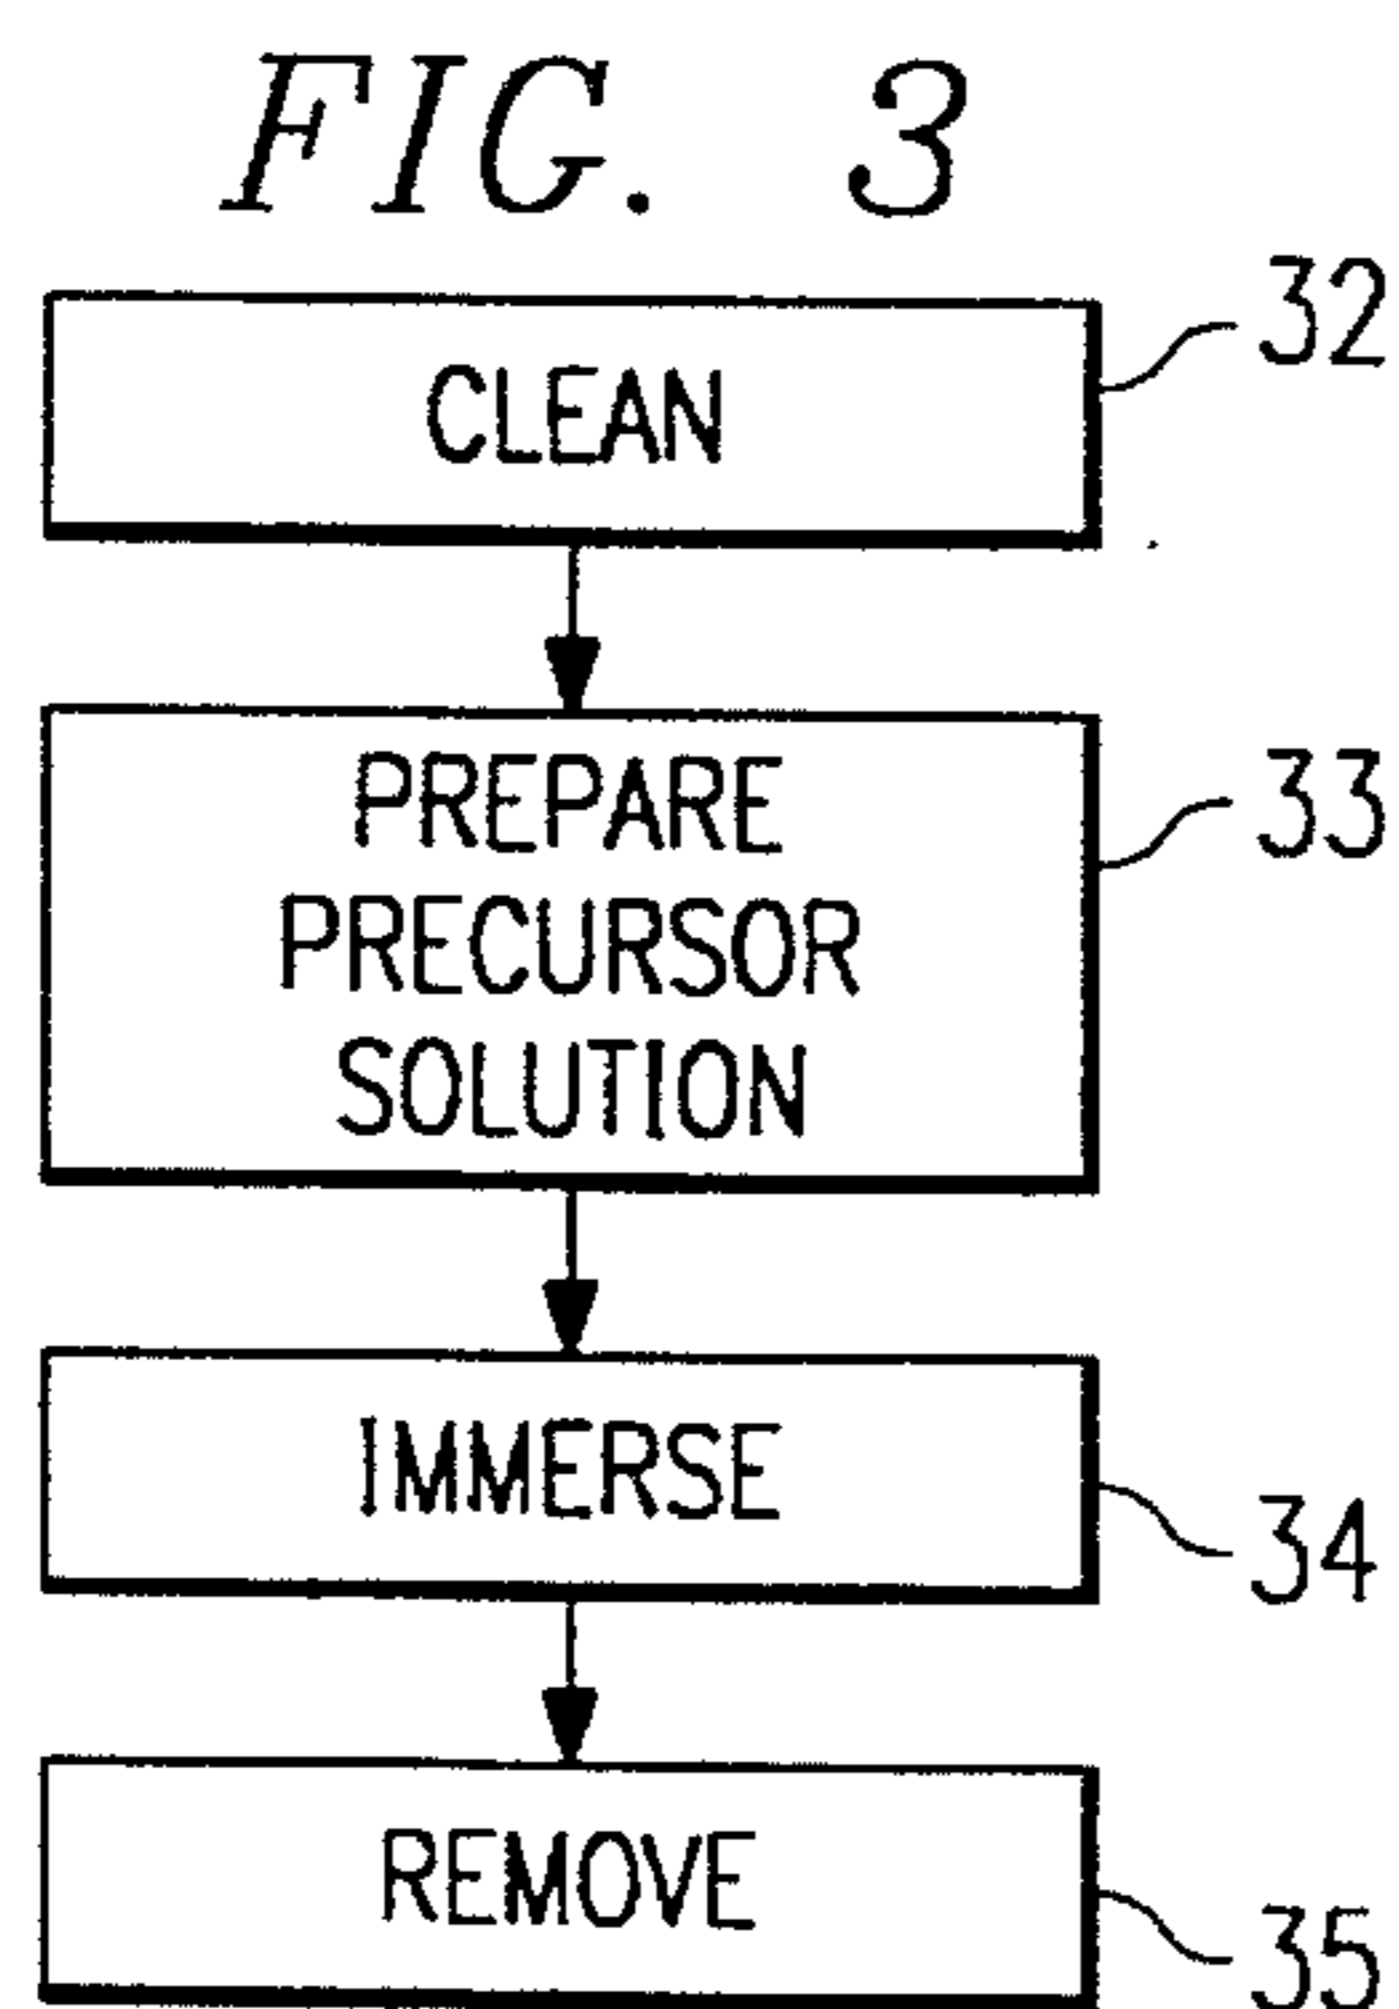 FIG. 3
CLEAN
32
PREPARE
PRECURSOR
SOLUTION
33
IMMERSE
34
REMOVE
35